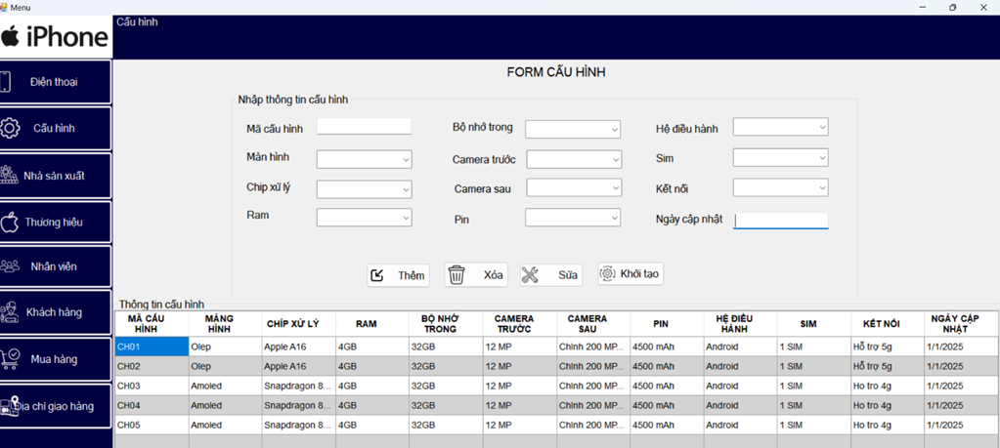 Menu
iPhone
Cấu hình
Điện thoại
Cấu hình
Nhà sản xuất
Thương hiệu
Nhân viên
Khách hàng
Mua hàng
Địa chỉ giao hàng
FORM CẤU HÌNH
Nhập thông tin cấu hình
Mã cấu hình
Bộ nhớ trong
Hệ điều hành
Màn hình
Camera trước
Sim
Chip xử lý
Camera sau
Kết nối
Ram
Pin
Ngày cập nhật
Thêm
Xóa
Sửa
Khởi tạo
Thông tin cấu hình
MÃ CẤU HÌNH MẢNG HÌNH CHÍP XỬ LÝ RAM BỘ NHỚ TRONG CAMERA TRƯỚC CAMERA SAU PIN HỆ ĐIỀU HÀNH SIM KẾT NỐI NGÀY CẬP NHẬT
CH01 Olep Apple A16 4GB 32GB 12 MP Chinh 200 MP... 4500 mAh Android 1 SIM Hỗ trợ 5g 1/1/2025
CH02 Olep Apple A16 4GB 32GB 12 MP Chinh 200 MP... 4500 mAh Android 1 SIM Hỗ trợ 5g 1/1/2025
CH03 Amoled Snapdragon 8... 4GB 32GB 12 MP Chinh 200 MP... 4500 mAh Android 1 SIM Ho tro 4g 1/1/2025
CH04 Amoled Snapdragon 8... 4GB 32GB 12 MP Chinh 200 MP... 4500 mAh Android 1 SIM Ho tro 4g 1/1/2025
CH05 Amoled Snapdragon 8... 4GB 32GB 12 MP Chinh 200 MP... 4500 mAh Android 1 SIM Ho tro 4g 1/1/2025